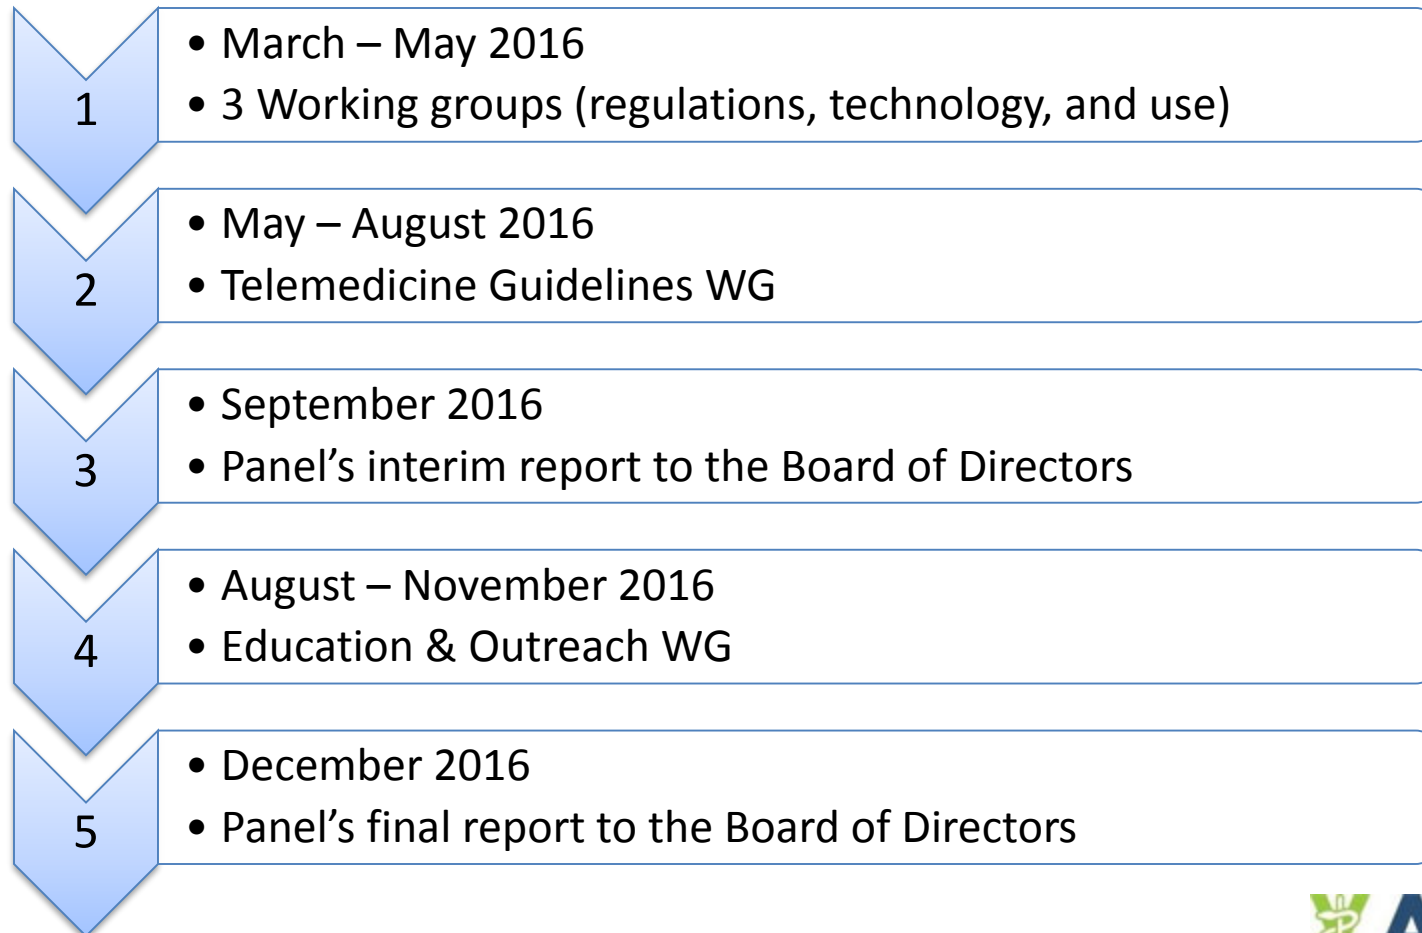 1
• March – May 2016
• 3 Working groups (regulations, technology, and use)
2
• May – August 2016
• Telemedicine Guidelines WG
3
• September 2016
• Panel’s interim report to the Board of Directors
4
• August – November 2016
• Education & Outreach WG
5
• December 2016
• Panel’s final report to the Board of Directors